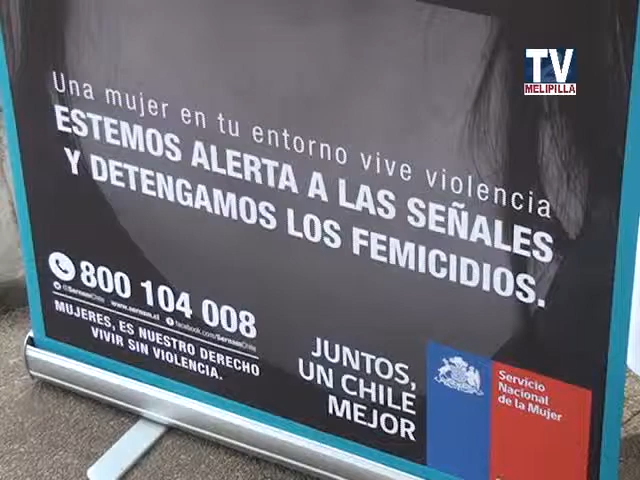 TV
MELIPILLA
Una mujer en tu entorno vive violencia
ESTEMOS ALERTA A LAS SEÑALES
Y DETENGAMOS LOS FEMICIDIOS.
800 104 008
@SernamChile www.sernam.cl facebook.com/SernamChile
MUJERES, ES NUESTRO DERECHO
VIVIR SIN VIOLENCIA.
JUNTOS,
UN CHILE
MEJOR
Servicio
Nacional
de la Mujer